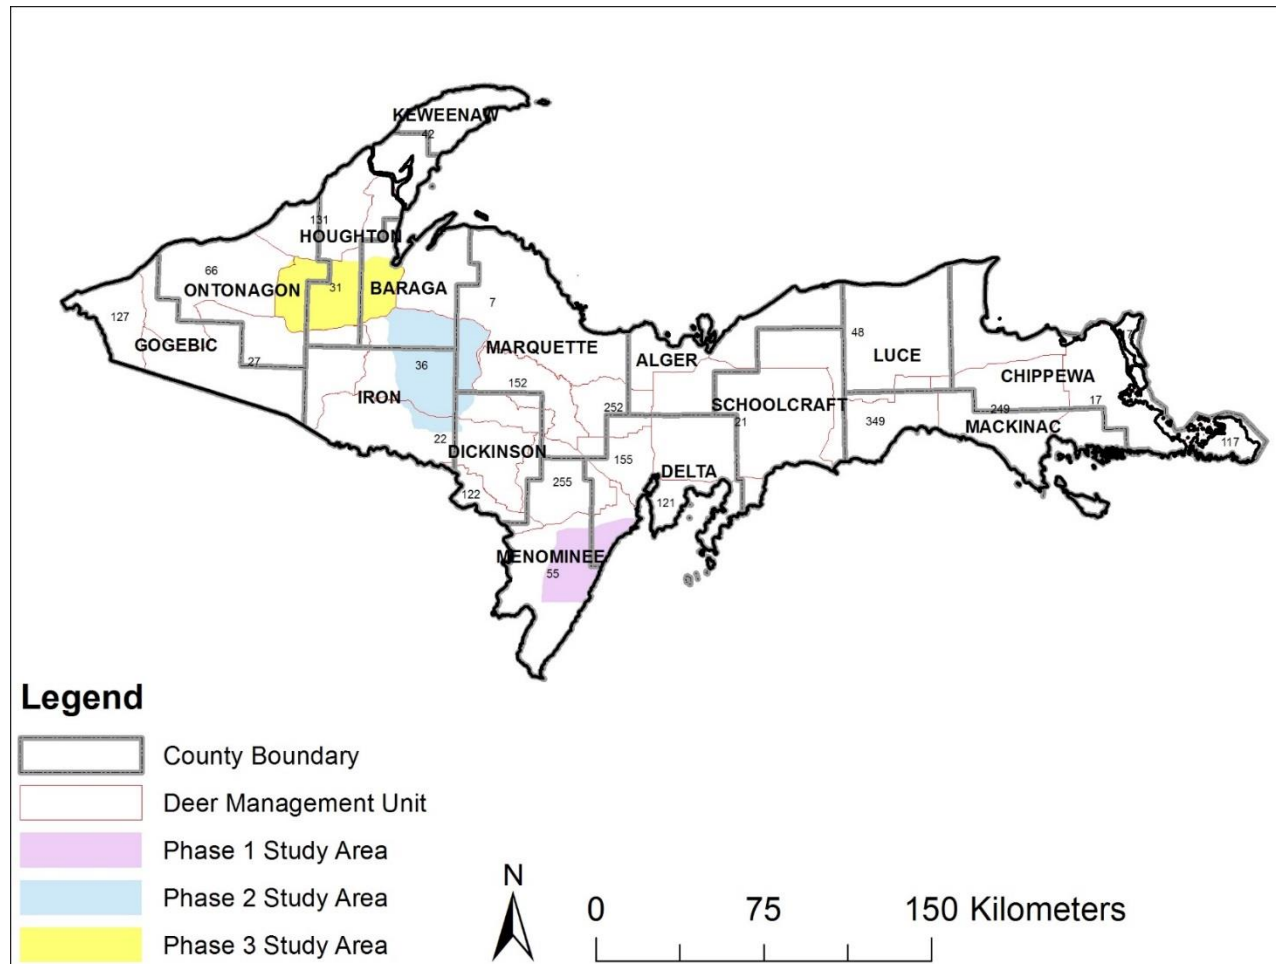 KEWEENAW
42
131
HOUGHTON
66
ONTONAGON
31
BARAGA
7
127
GOGEBIC
27
36
MARQUETTE
48
ALGER
LUCE
CHIPPEWA
IRON
152
252
SCHOOLCRAFT
21
349
249
17
MACKINAC
117
22
DICKINSON
155
DELTA
122
255
121
MENOMINEE
55
Legend
County Boundary
Deer Management Unit
Phase 1 Study Area
Phase 2 Study Area
Phase 3 Study Area
N
0 75 150 Kilometers